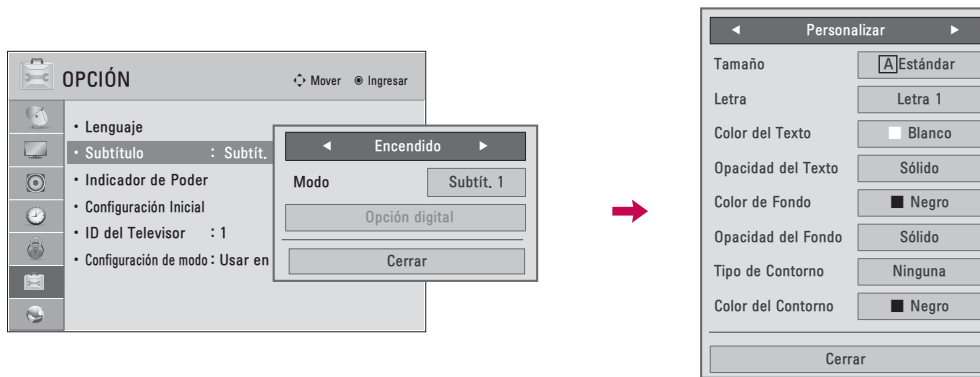 OPCIÓN
Mover Ingresar
• Lenguaje
• Subtítulo : Subtít.
• Indicador de Poder
• Configuración Inicial
• ID del Televisor : 1
• Configuración de modo : Usar en
◄ Encendido ►
Modo Subtít. 1
Opción digital
Cerrar
◄ Personalizar ►
Tamaño A Estándar
Letra Letra 1
Color del Texto Blanco
Opacidad del Texto Sólido
Color de Fondo Negro
Opacidad del Fondo Sólido
Tipo de Contorno Ninguna
Color del Contorno Negro
Cerrar